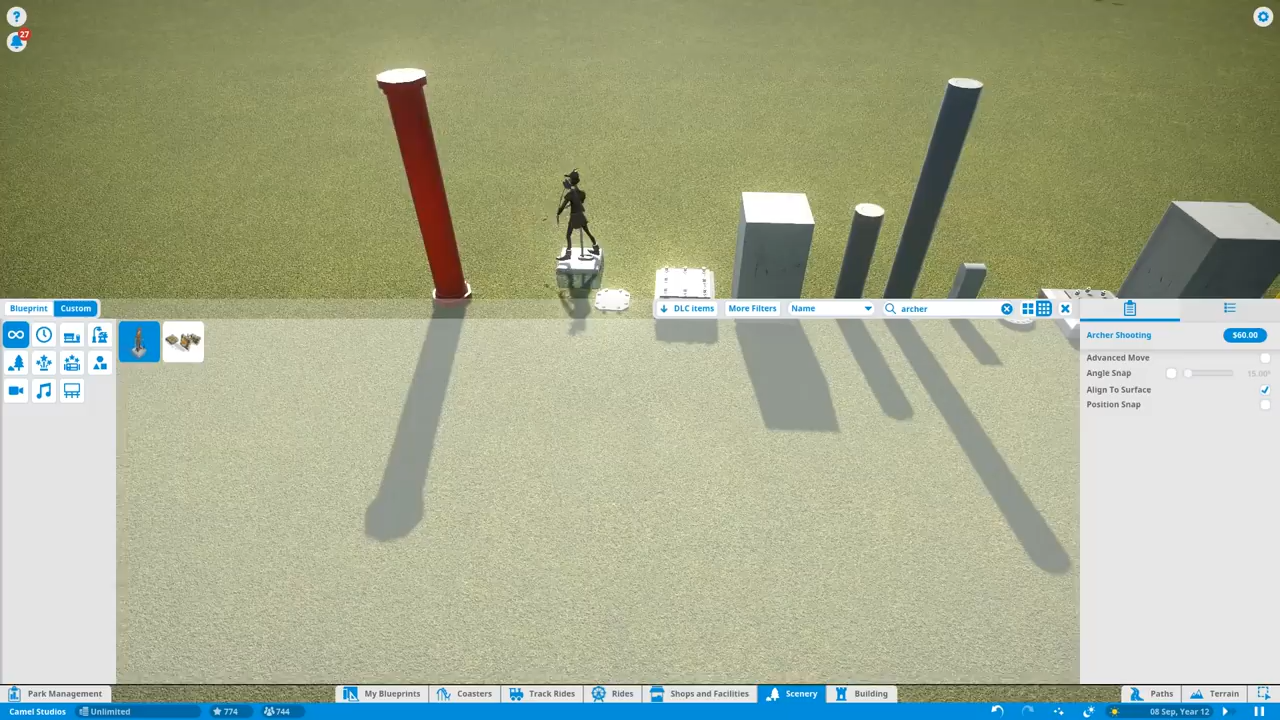 ?
27
Blueprint
Custom
DLC items
More Filters
Name
archer
Archer Shooting
$60.00
Advanced Move
Angle Snap
15.00°
Align To Surface
Position Snap
Park Management
My Blueprints
Coasters
Track Rides
Rides
Shops and Facilities
Scenery
Building
Paths
Terrain
Camel Studios
Unlimited
774
744
08 Sep, Year 12